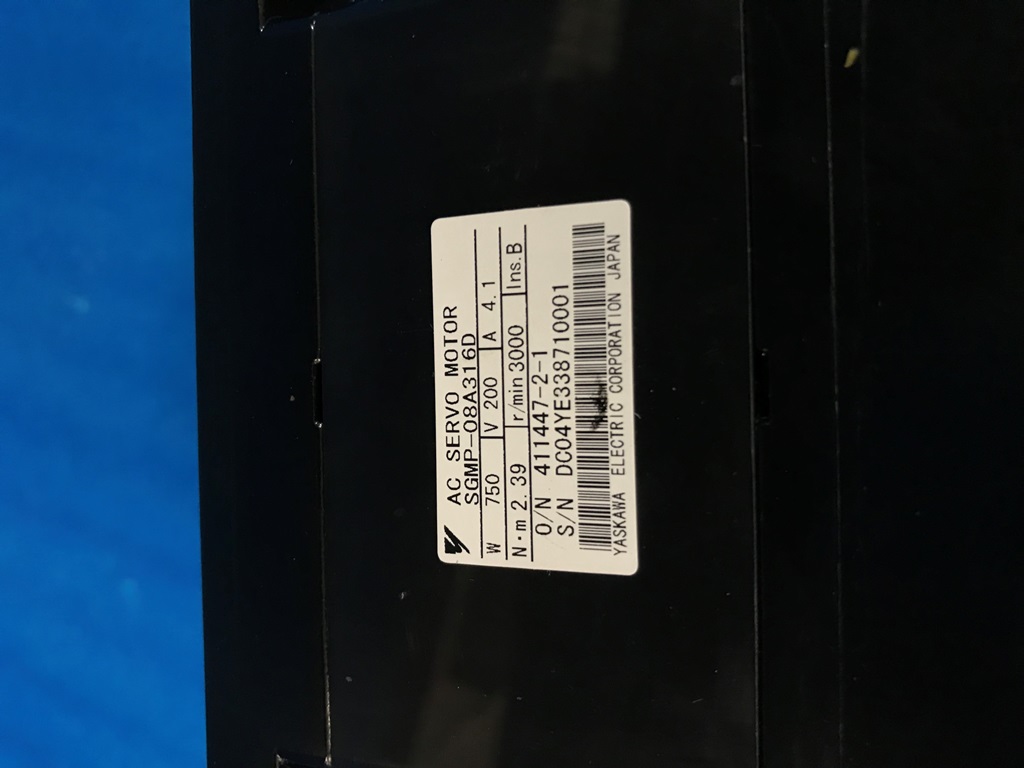 AC SERVO MOTOR
SGMP-08A316D
W 750 V 200 A 4.1
N·m 2.39 r/min 3000 Ins.B
O/N 411447-2-1
S/N DC04YE338710001
YASKAWA ELECTRIC CORPORATION JAPAN